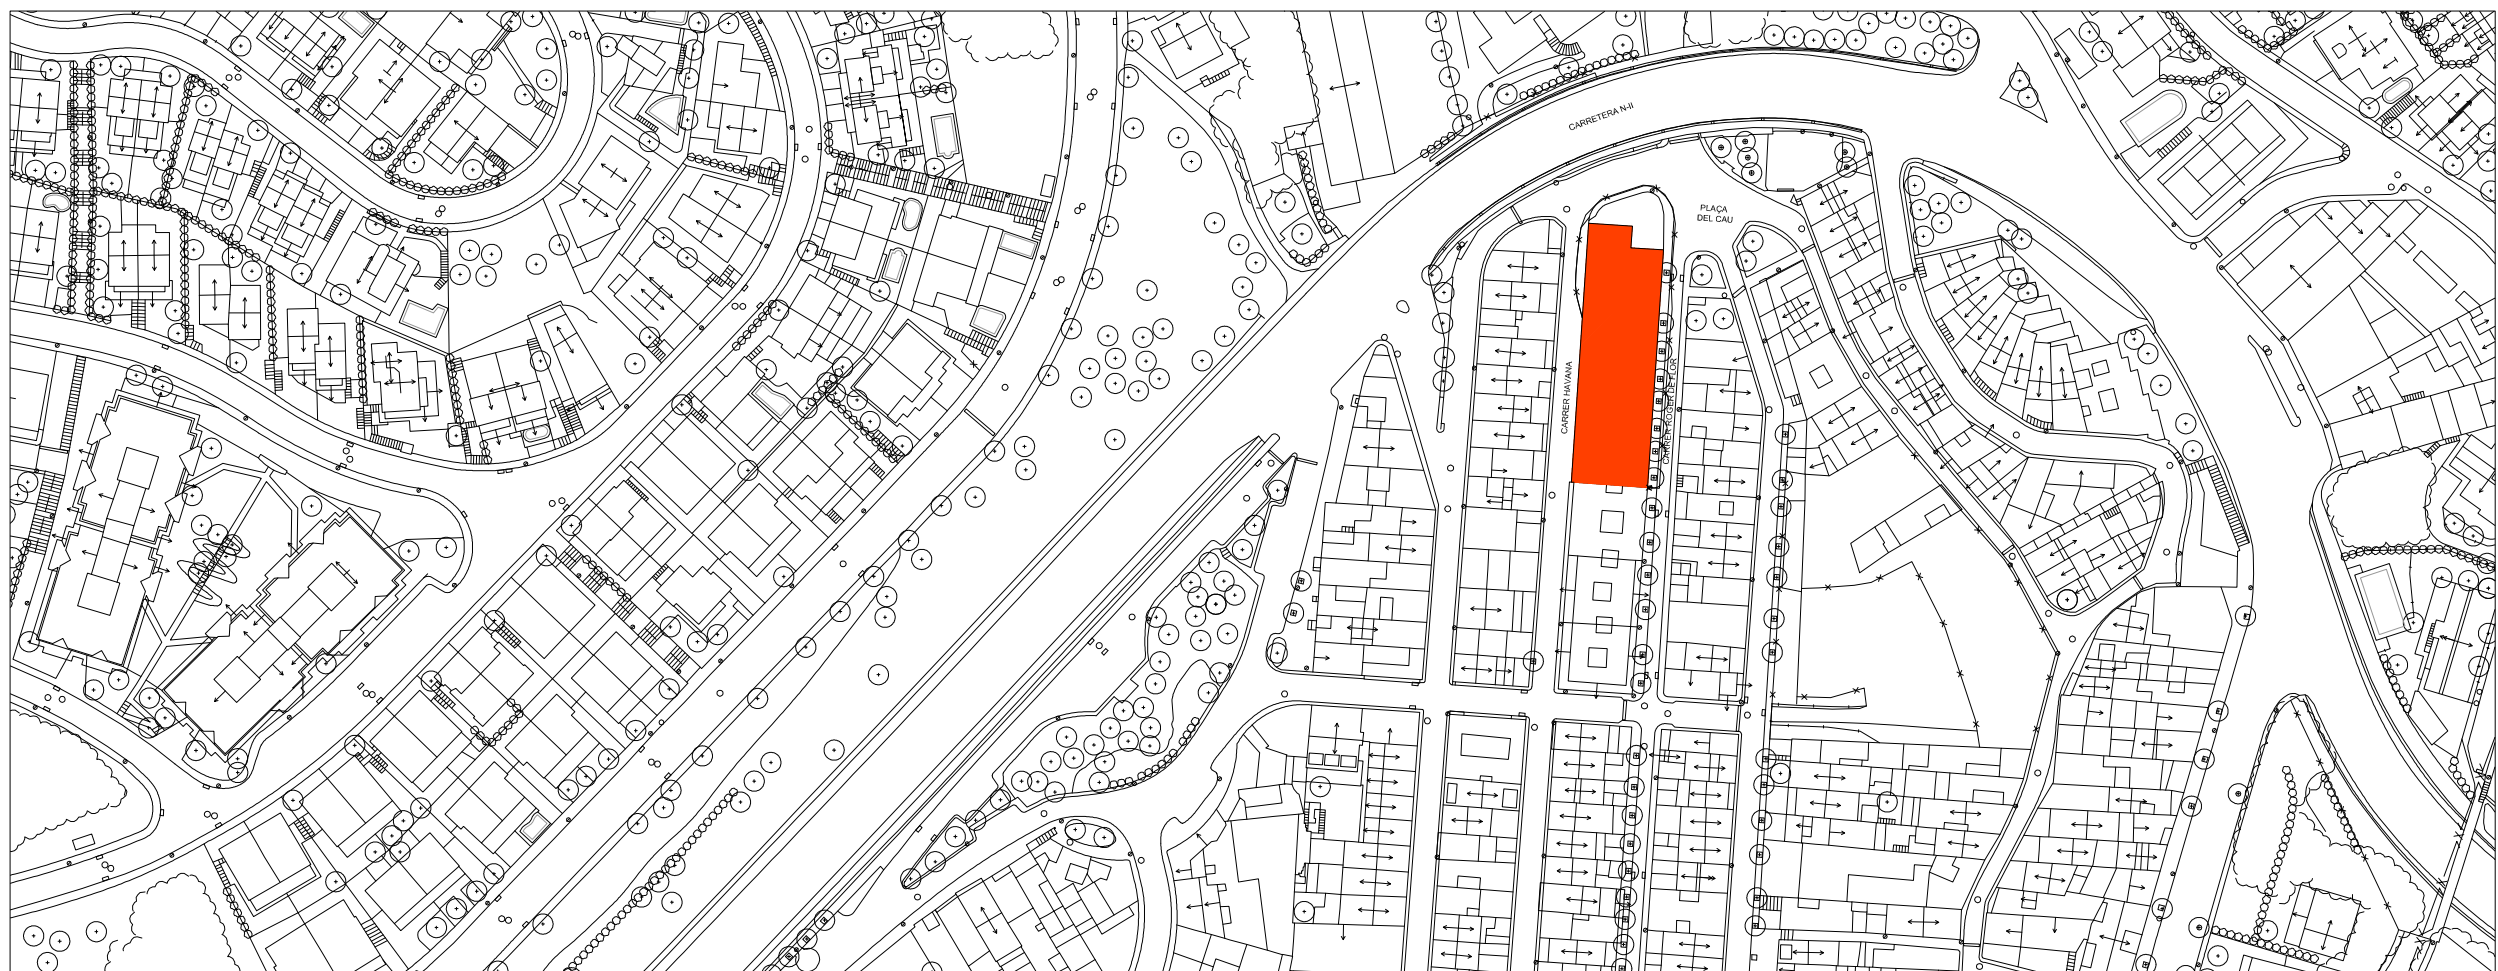 CARRETERA N-II
PLAÇA
DEL CAU
CARRER HAVANA
CARRER ROGER DE FLOR